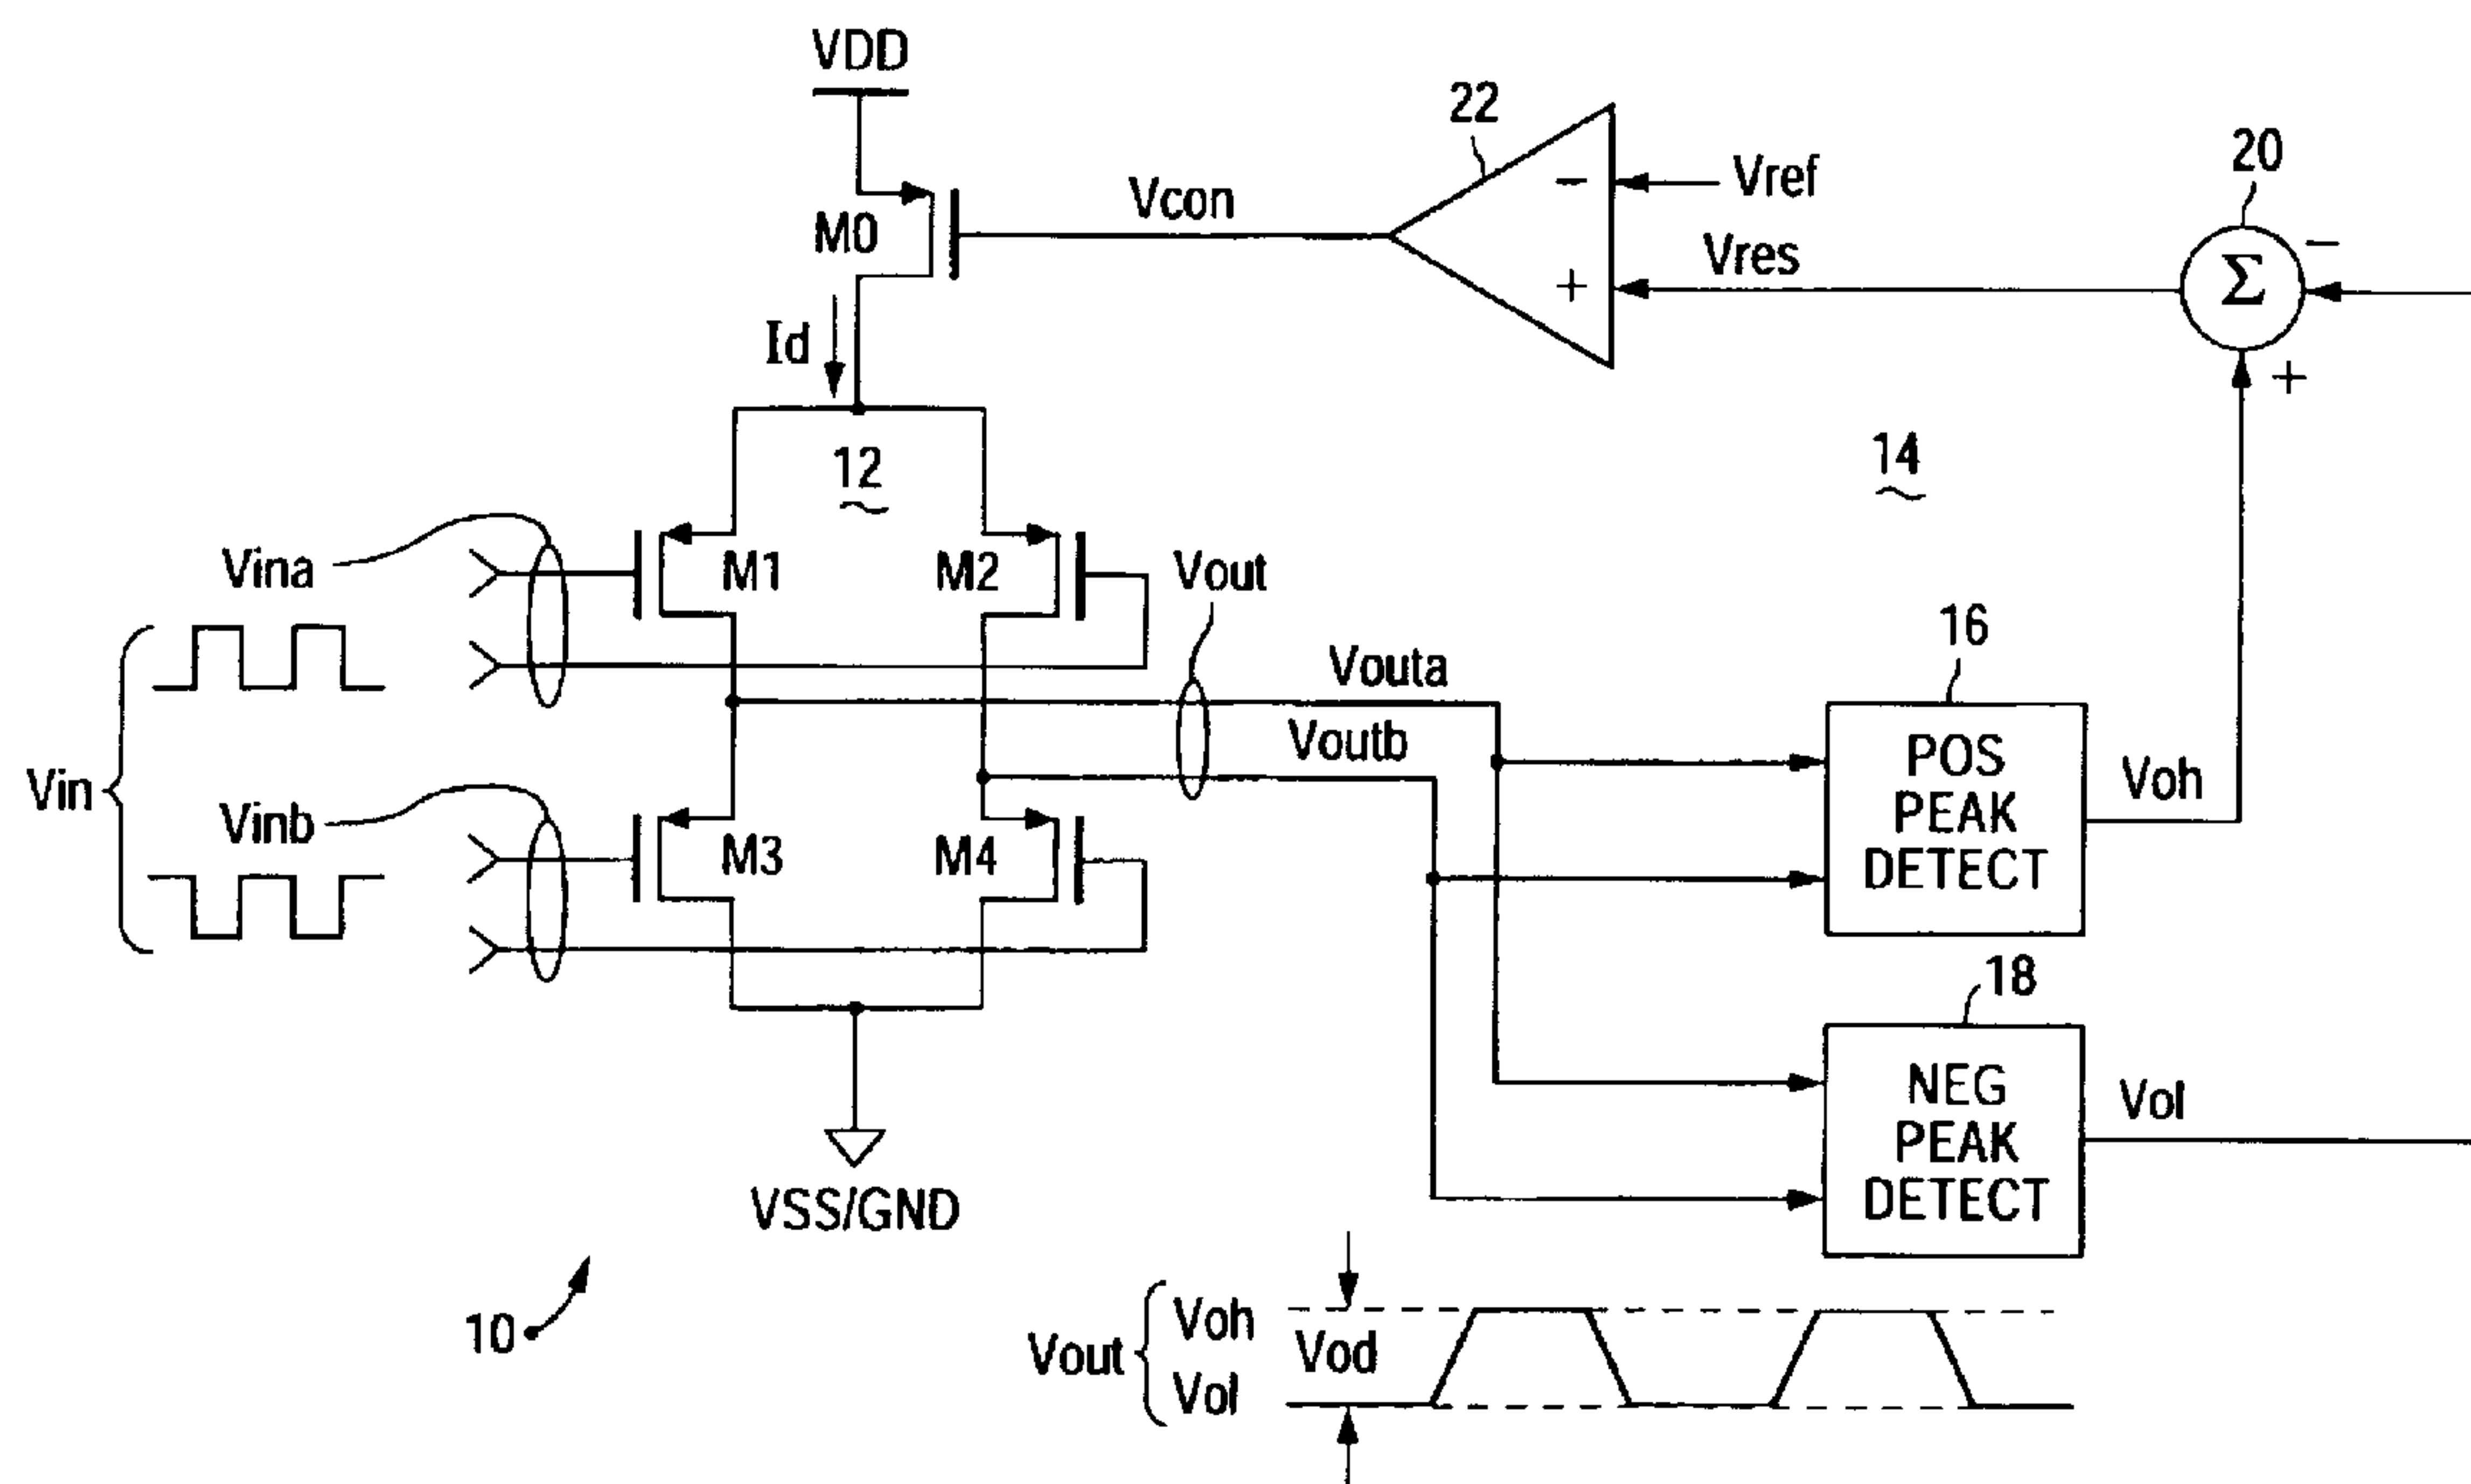 VDD
22
20
Vref
Vcon
M0
−
Vres
−
Σ
+
Id
+
12
14
Vina
M1
M2
Vout
16
Vouta
Voutb
POS
PEAK
DETECT
Voh
Vin
Vinb
M3
M4
18
NEG
PEAK
DETECT
Vol
VSS/GND
10
Vout
Voh
Vod
Vol